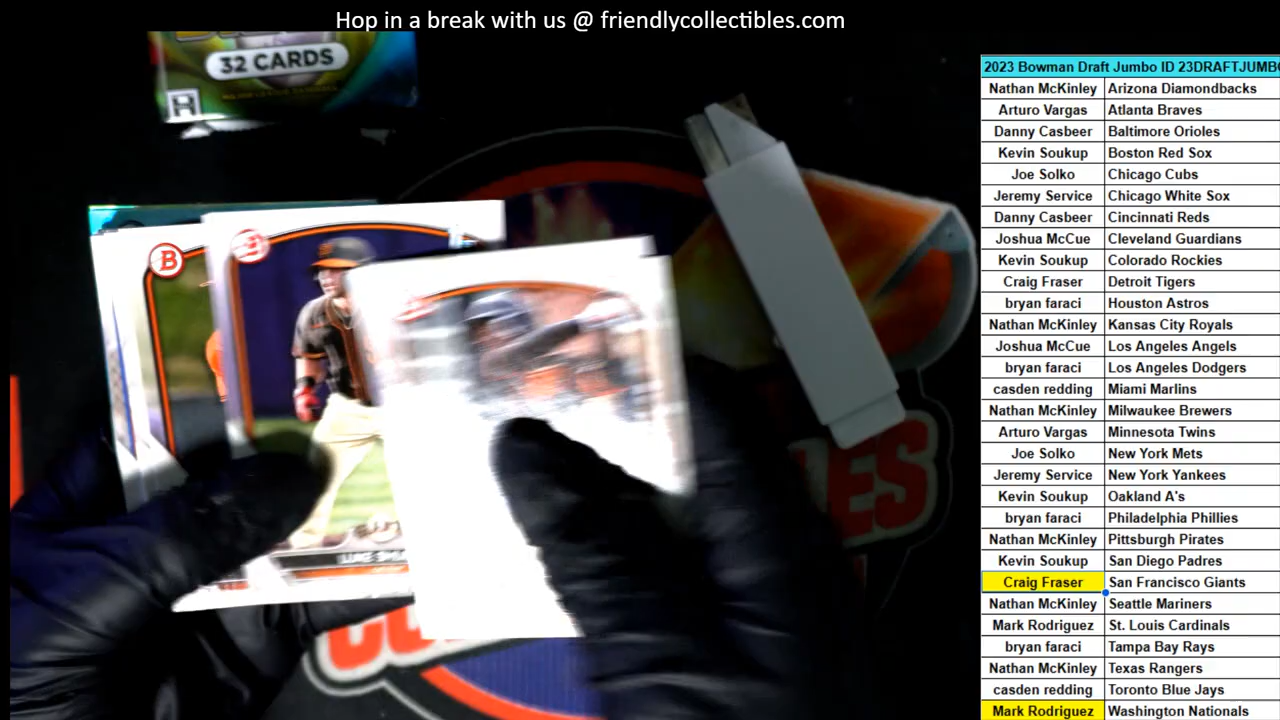 Hop in a break with us @ friendlycollectibles.com
32 CARDS
B
LUKE
2023 Bowman Draft Jumbo ID 23DRAFTJUMBO
Nathan McKinley Arizona Diamondbacks
Arturo Vargas Atlanta Braves
Danny Casbeer Baltimore Orioles
Kevin Soukup Boston Red Sox
Joe Solko Chicago Cubs
Jeremy Service Chicago White Sox
Danny Casbeer Cincinnati Reds
Joshua McCue Cleveland Guardians
Kevin Soukup Colorado Rockies
Craig Fraser Detroit Tigers
bryan faraci Houston Astros
Nathan McKinley Kansas City Royals
Joshua McCue Los Angeles Angels
bryan faraci Los Angeles Dodgers
casden redding Miami Marlins
Nathan McKinley Milwaukee Brewers
Arturo Vargas Minnesota Twins
Joe Solko New York Mets
Jeremy Service New York Yankees
Kevin Soukup Oakland A's
bryan faraci Philadelphia Phillies
Nathan McKinley Pittsburgh Pirates
Kevin Soukup San Diego Padres
Craig Fraser San Francisco Giants
Nathan McKinley Seattle Mariners
Mark Rodriguez St. Louis Cardinals
bryan faraci Tampa Bay Rays
Nathan McKinley Texas Rangers
casden redding Toronto Blue Jays
Mark Rodriguez Washington Nationals